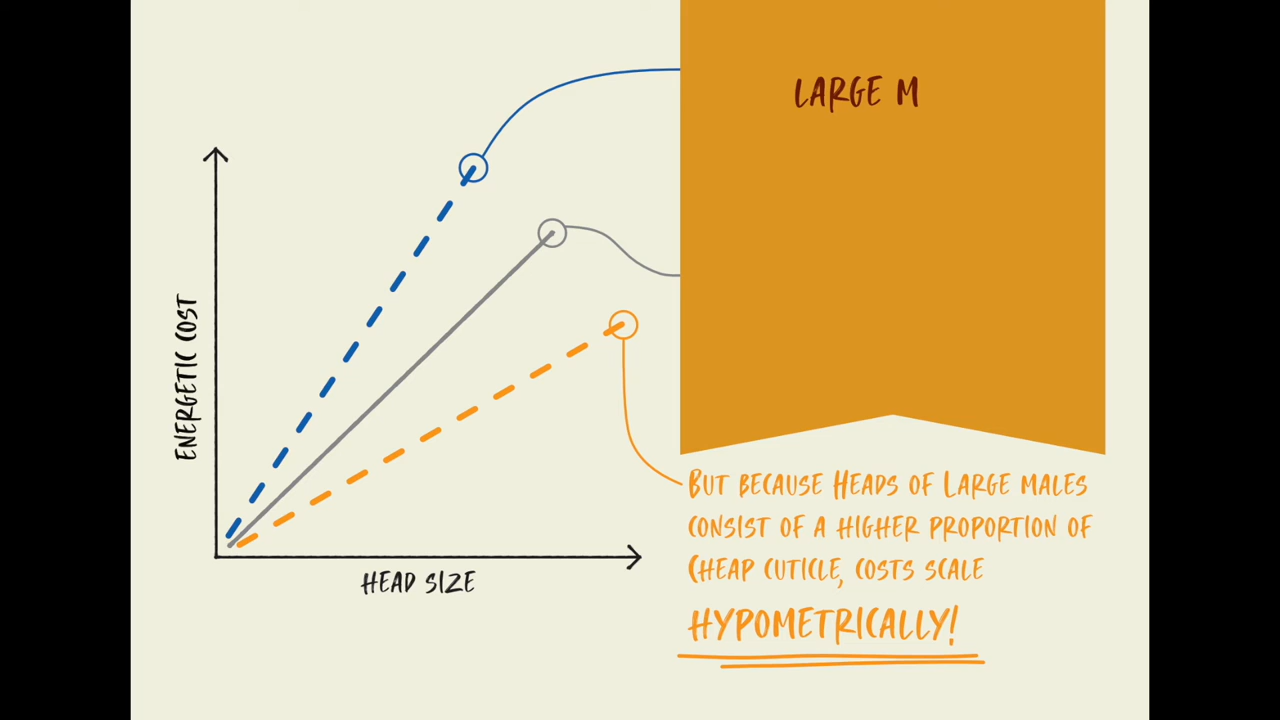 LARGE M
ENERGETIC COST
HEAD SIZE
BUT BECAUSE HEADS OF LARGE MALES
CONSIST OF A HIGHER PROPORTION OF
CHEAP CUTICLE, COSTS SCALE
HYPOMETRICALLY!